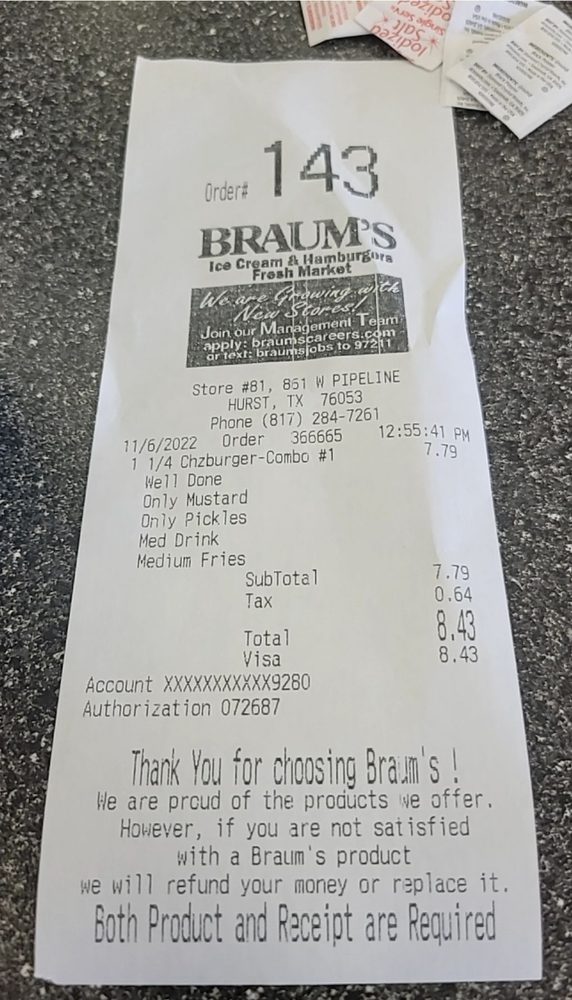 Iodized
Salt
Single Serve
Order# 143
BRAUM'S
Ice Cream & Hamburgers
Fresh Market
We are Growing with
New Stores!
Join our Management Team
apply: braumscareers.com
or text: braumsjobs to 97211
Store #81, 861 W PIPELINE
HURST, TX 76053
Phone (817) 284-7261
11/6/2022 Order 366665 12:55:41 PM
1 1/4 Chzburger-Combo #1 7.79
Well Done
Only Mustard
Only Pickles
Med Drink
Medium Fries
SubTotal 7.79
Tax 0.64
Total 8.43
Visa 8.43
Account XXXXXXXXXXXX9280
Authorization 072687
Thank You for choosing Braum's !
We are proud of the products we offer.
However, if you are not satisfied
with a Braum's product
we will refund your money or replace it.
Both Product and Receipt are Required